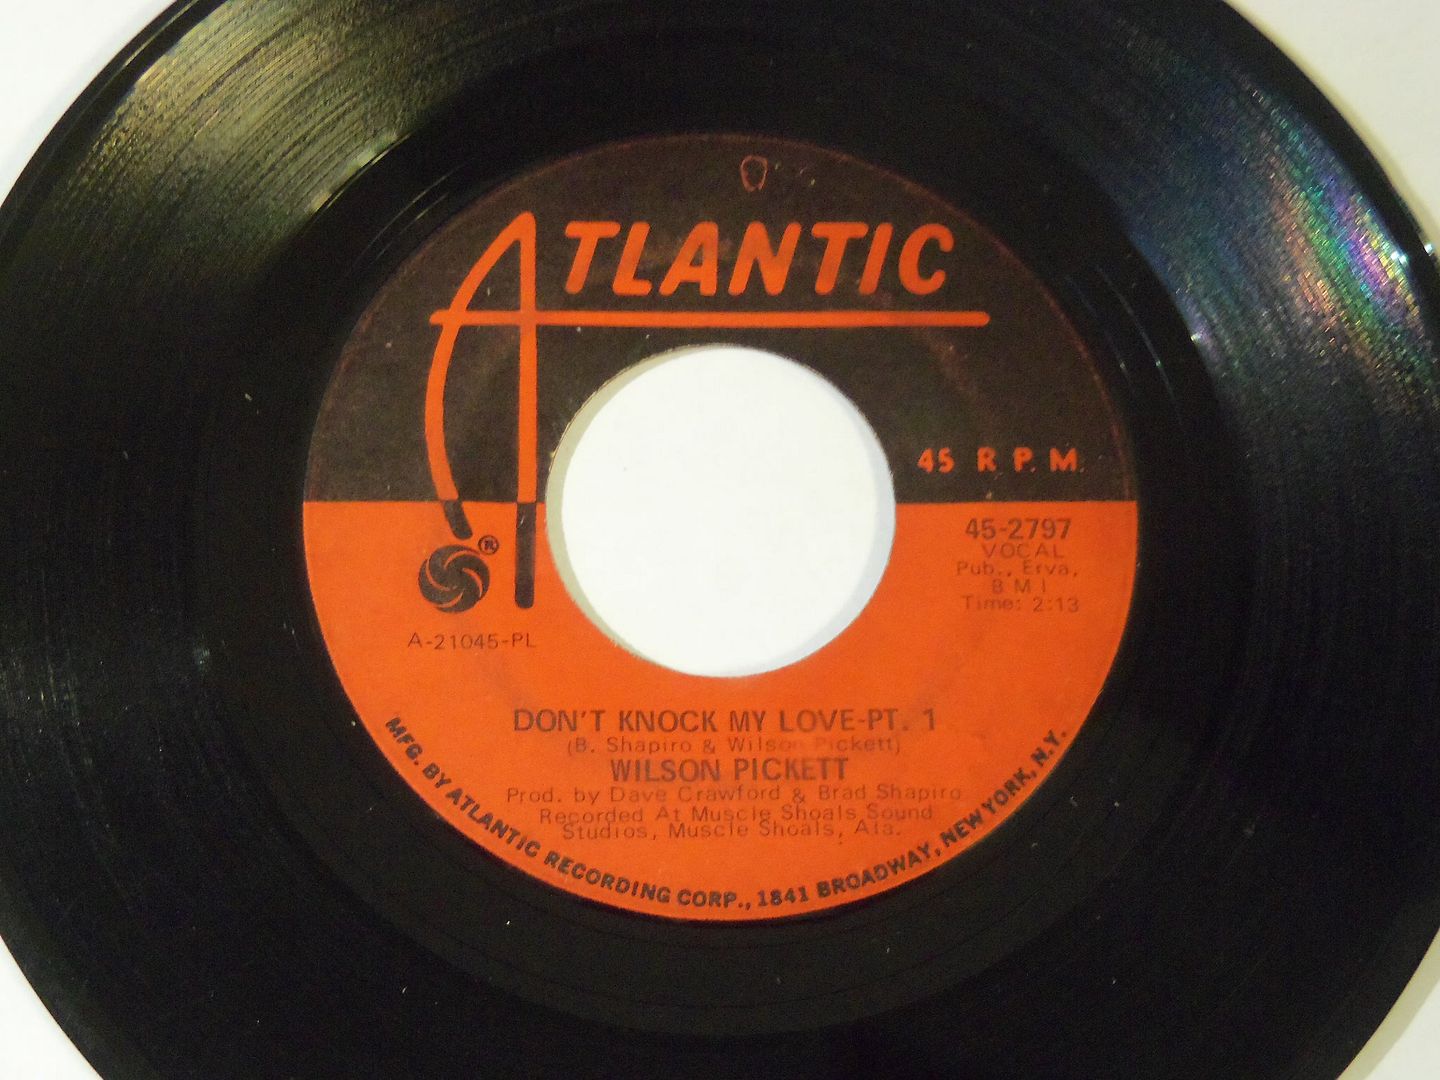 ATLANTIC
45 R P. M.
45-2797
VOCAL
Pub., Erva,
B M I
Time: 2:13
®
A-21045-PL
DON'T KNOCK MY LOVE-PT. 1
(B. Shapiro & Wilson Pickett)
WILSON PICKETT
Prod. by Dave Crawford & Brad Shapiro
Recorded At Muscle Shoals Sound
Studios, Muscle Shoals, Ala.
MFG. BY ATLANTIC RECORDING CORP., 1841 BROADWAY, NEW YORK, N.Y.